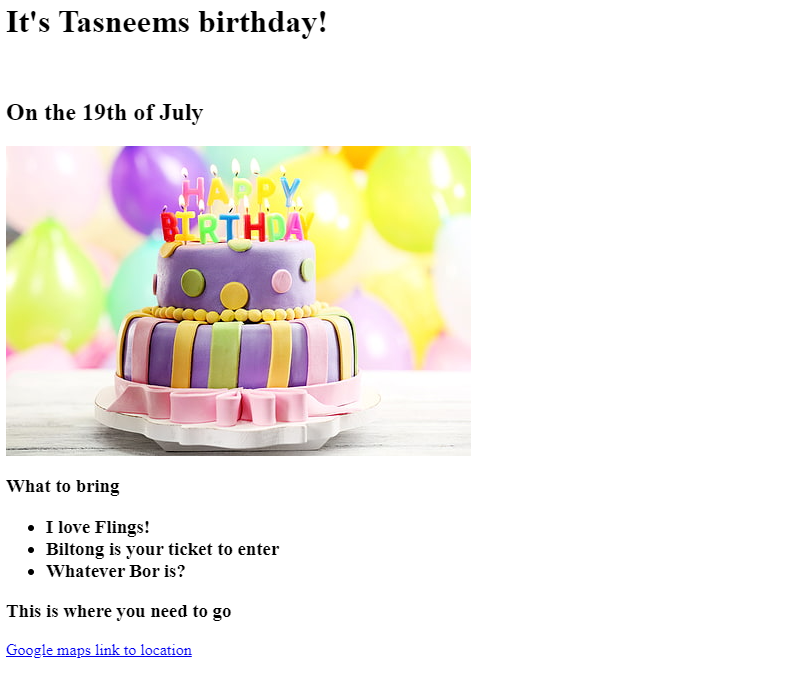 It's Tasneems birthday!
On the 19th of July
HAPPY
BIRTHDAY
What to bring
I love Flings!
Biltong is your ticket to enter
Whatever Bor is?
This is where you need to go
Google maps link to location